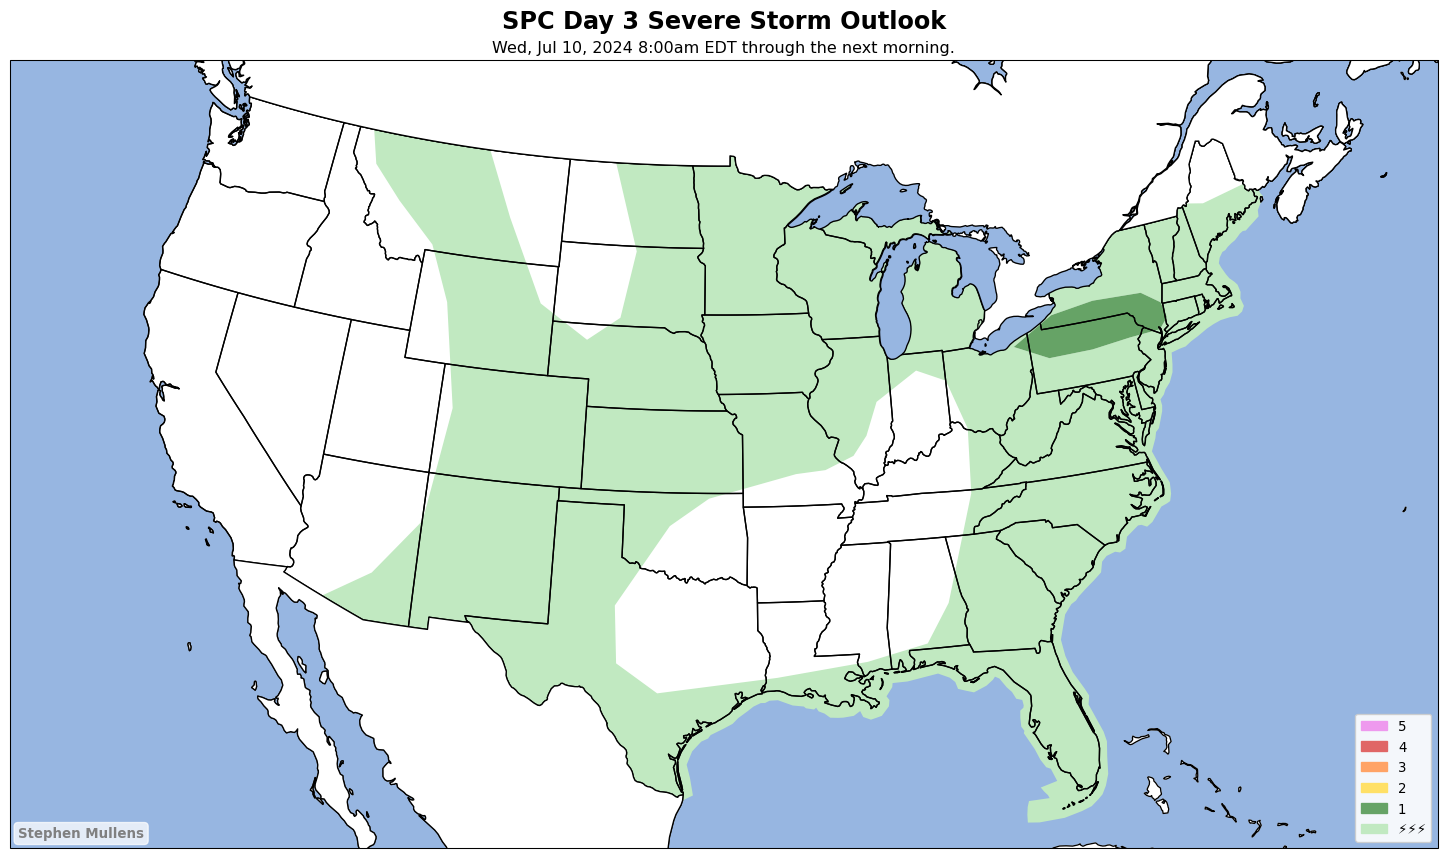 SPC Day 3 Severe Storm Outlook
Wed, Jul 10, 2024 8:00am EDT through the next morning.
5
4
3
2
1
⚡⚡⚡
Stephen Mullens